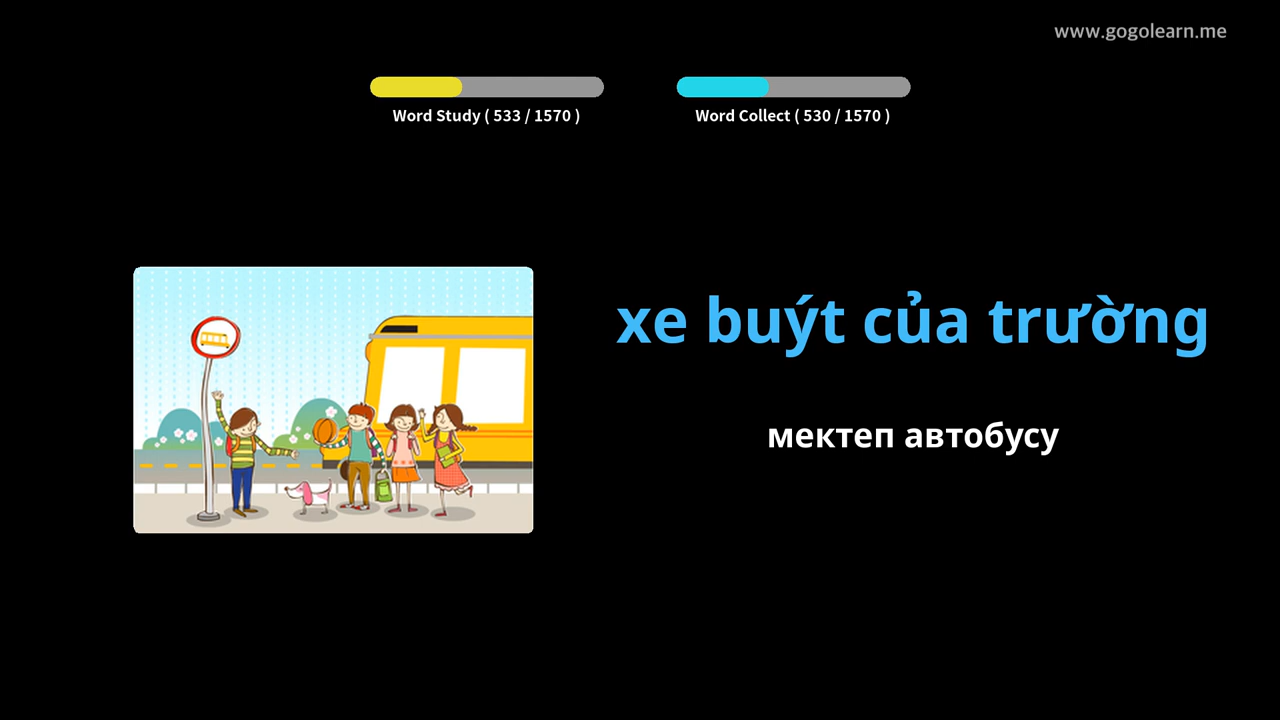 www.gogolearn.me
Word Study ( 533 / 1570 )
Word Collect ( 530 / 1570 )
xe buýt của trường
мектеп автобусу